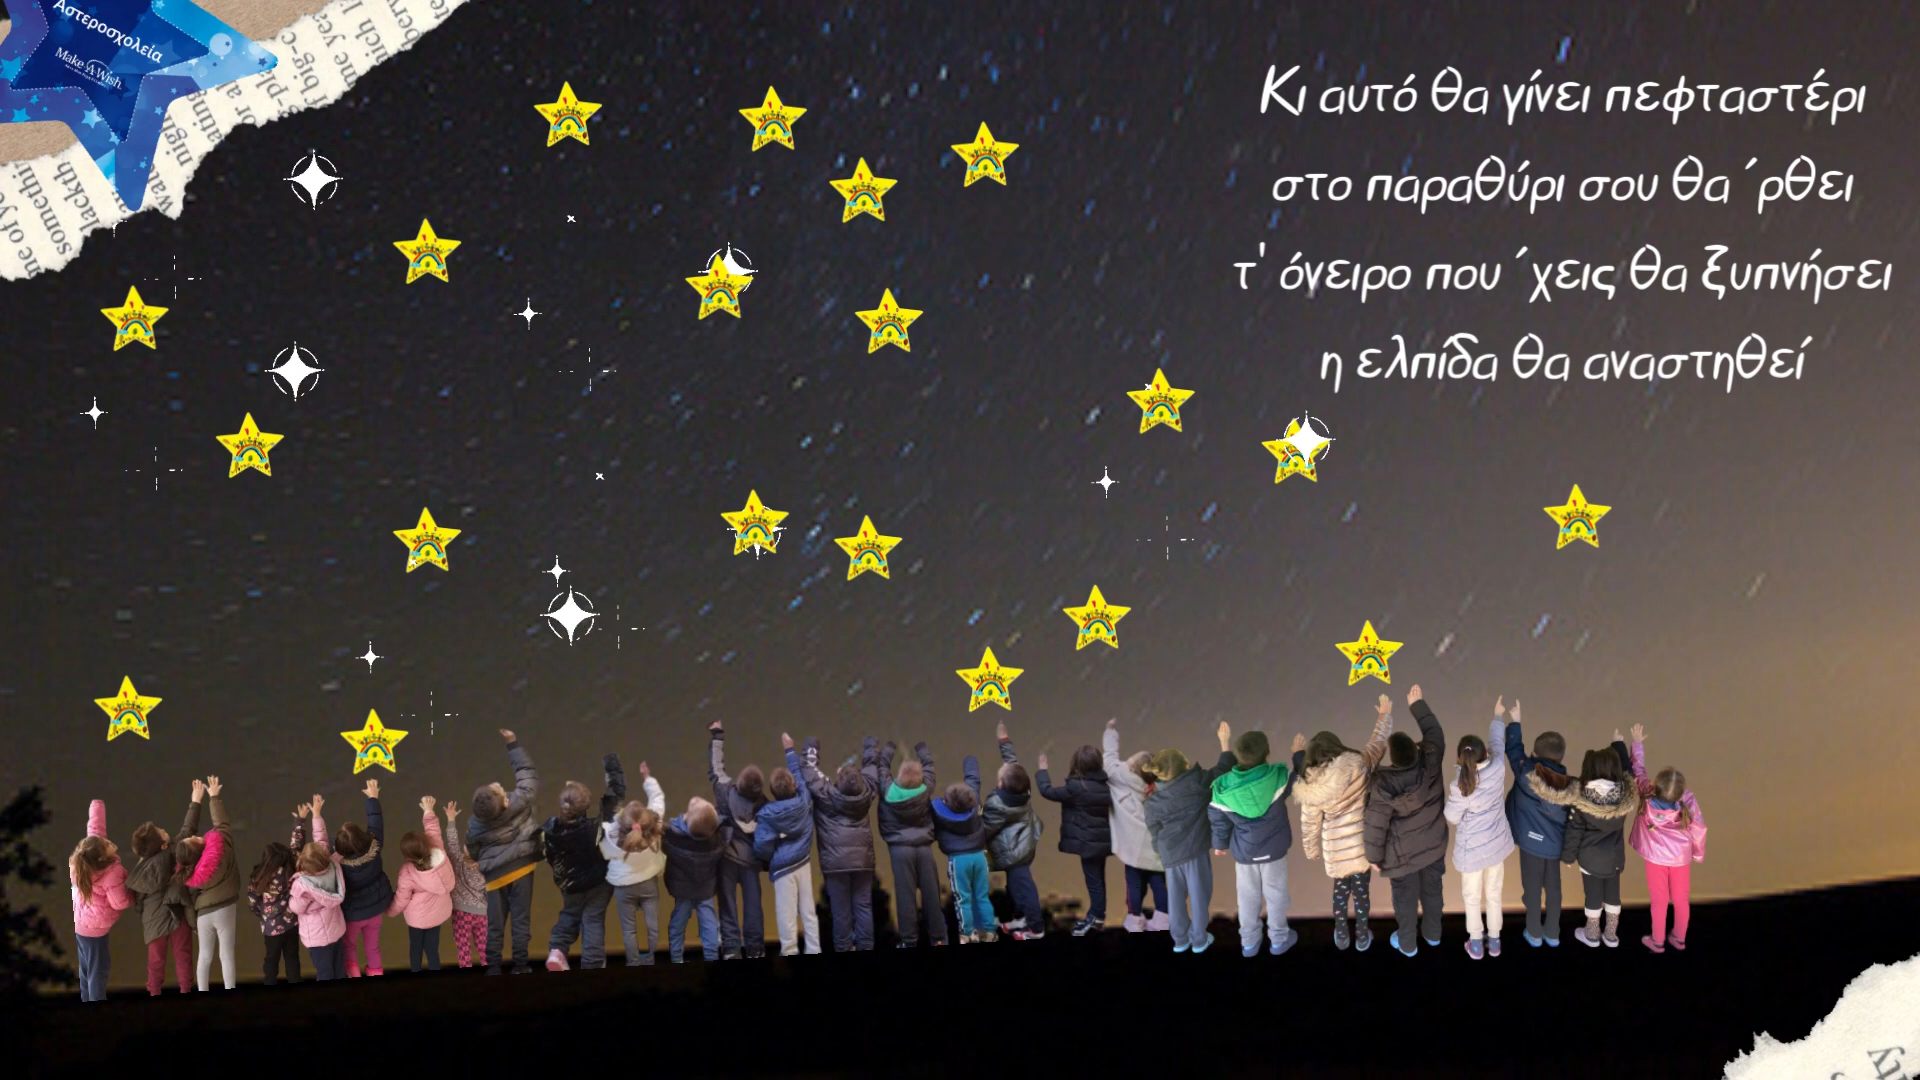 Αστεροσχολεία
Make-A-Wish
Κι αυτό θα γίνει πεφταστέρι
στο παραθύρι σου θα ΄ρθει
τ' όνειρο που ΄χεις θα ξυπνήσει
η ελπίδα θα αναστηθεί